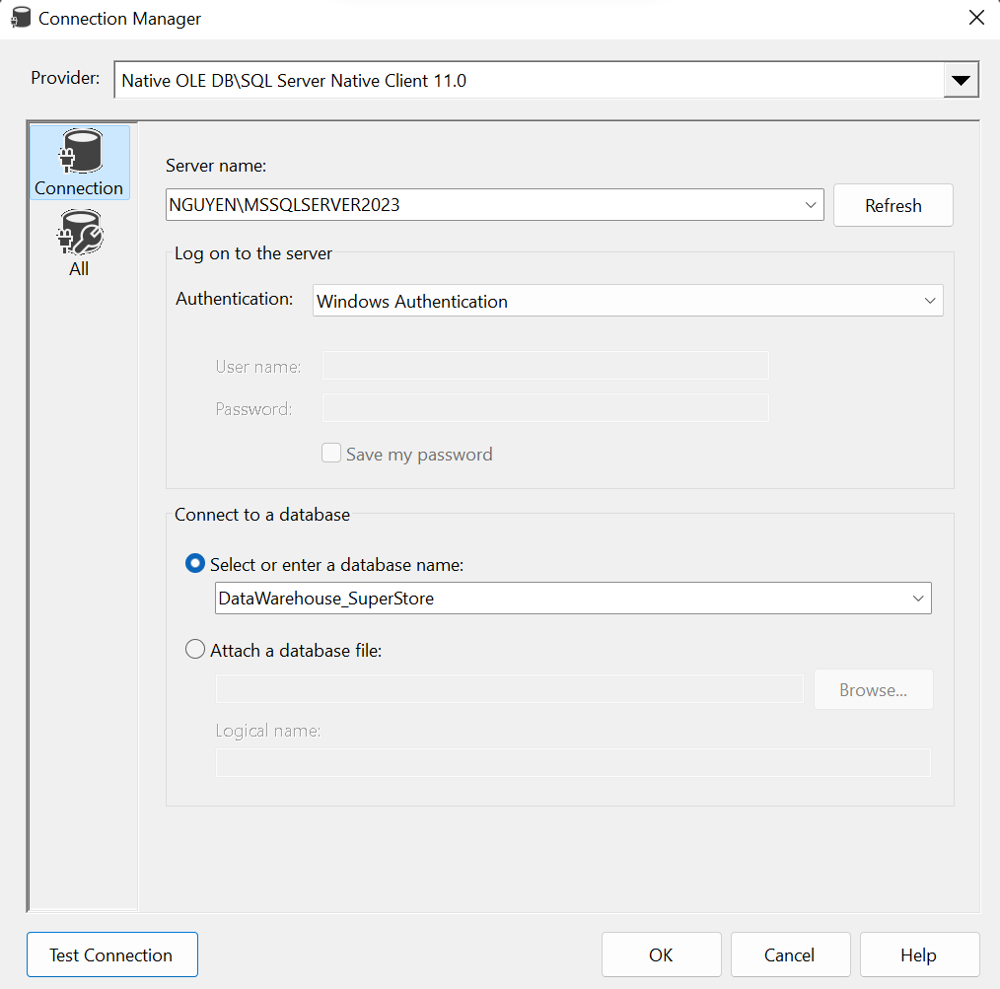 Connection Manager
Provider: Native OLE DB\SQL Server Native Client 11.0
Connection
All
Server name:
NGUYEN\MSSQLSERVER2023 Refresh
Log on to the server
Authentication: Windows Authentication
User name:
Password:
Save my password
Connect to a database
Select or enter a database name:
DataWarehouse_SuperStore
Attach a database file:
Browse...
Logical name:
Test Connection OK Cancel Help